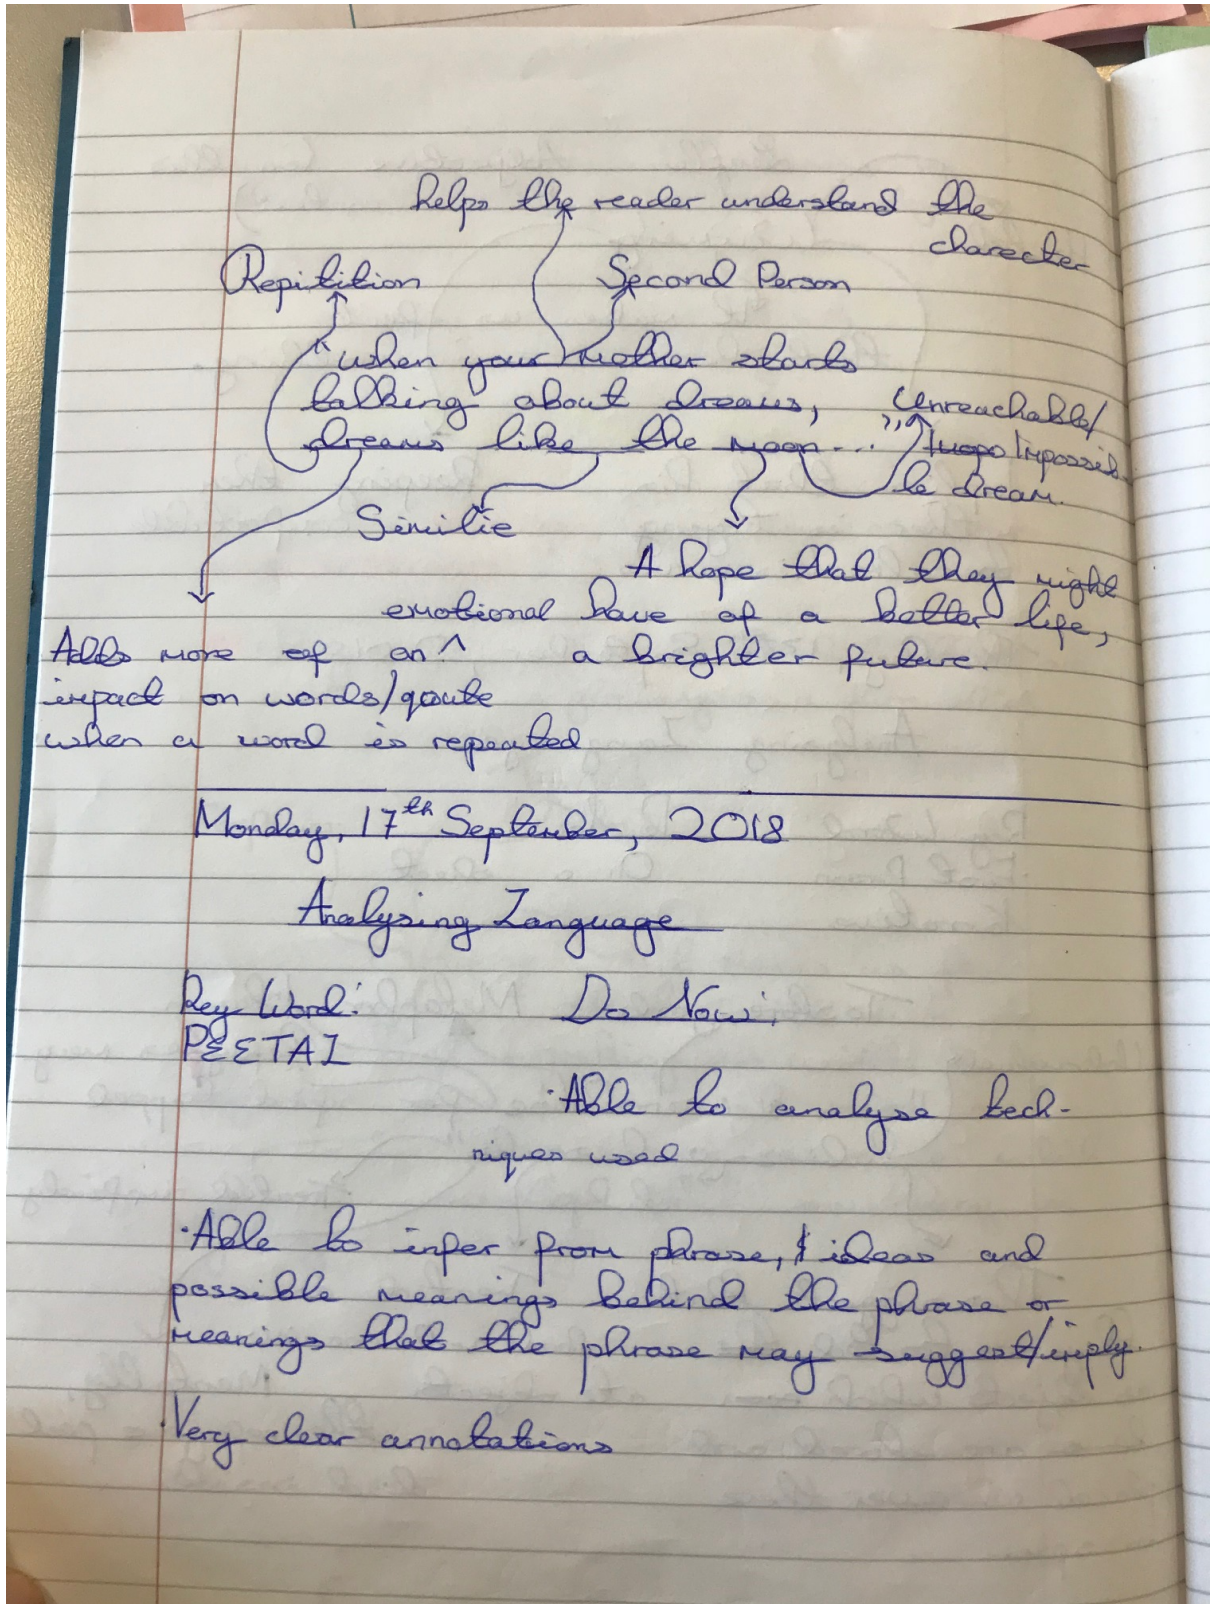 helps the reader understand the
charecter
Repitition
Second Person
"when your mother starts
talking about dreams,
dreams like the moon..."
Unreachable/
Impossib-
le dream.
Similie
A hope that they might
have of a better life,
a brighter future.
emotional
Adds more of an ^
impact on words/qoute
when a word is repeated
Monday, 17th September, 2018
Analysing Language
Key Word:
PEETAI
Do Now:
·Able to analyse tech-
niques used
·Able to infer from phrase, ideas and
possible meanings behind the phrase or
meanings that the phrase may suggest/imply.
·Very clear annotations